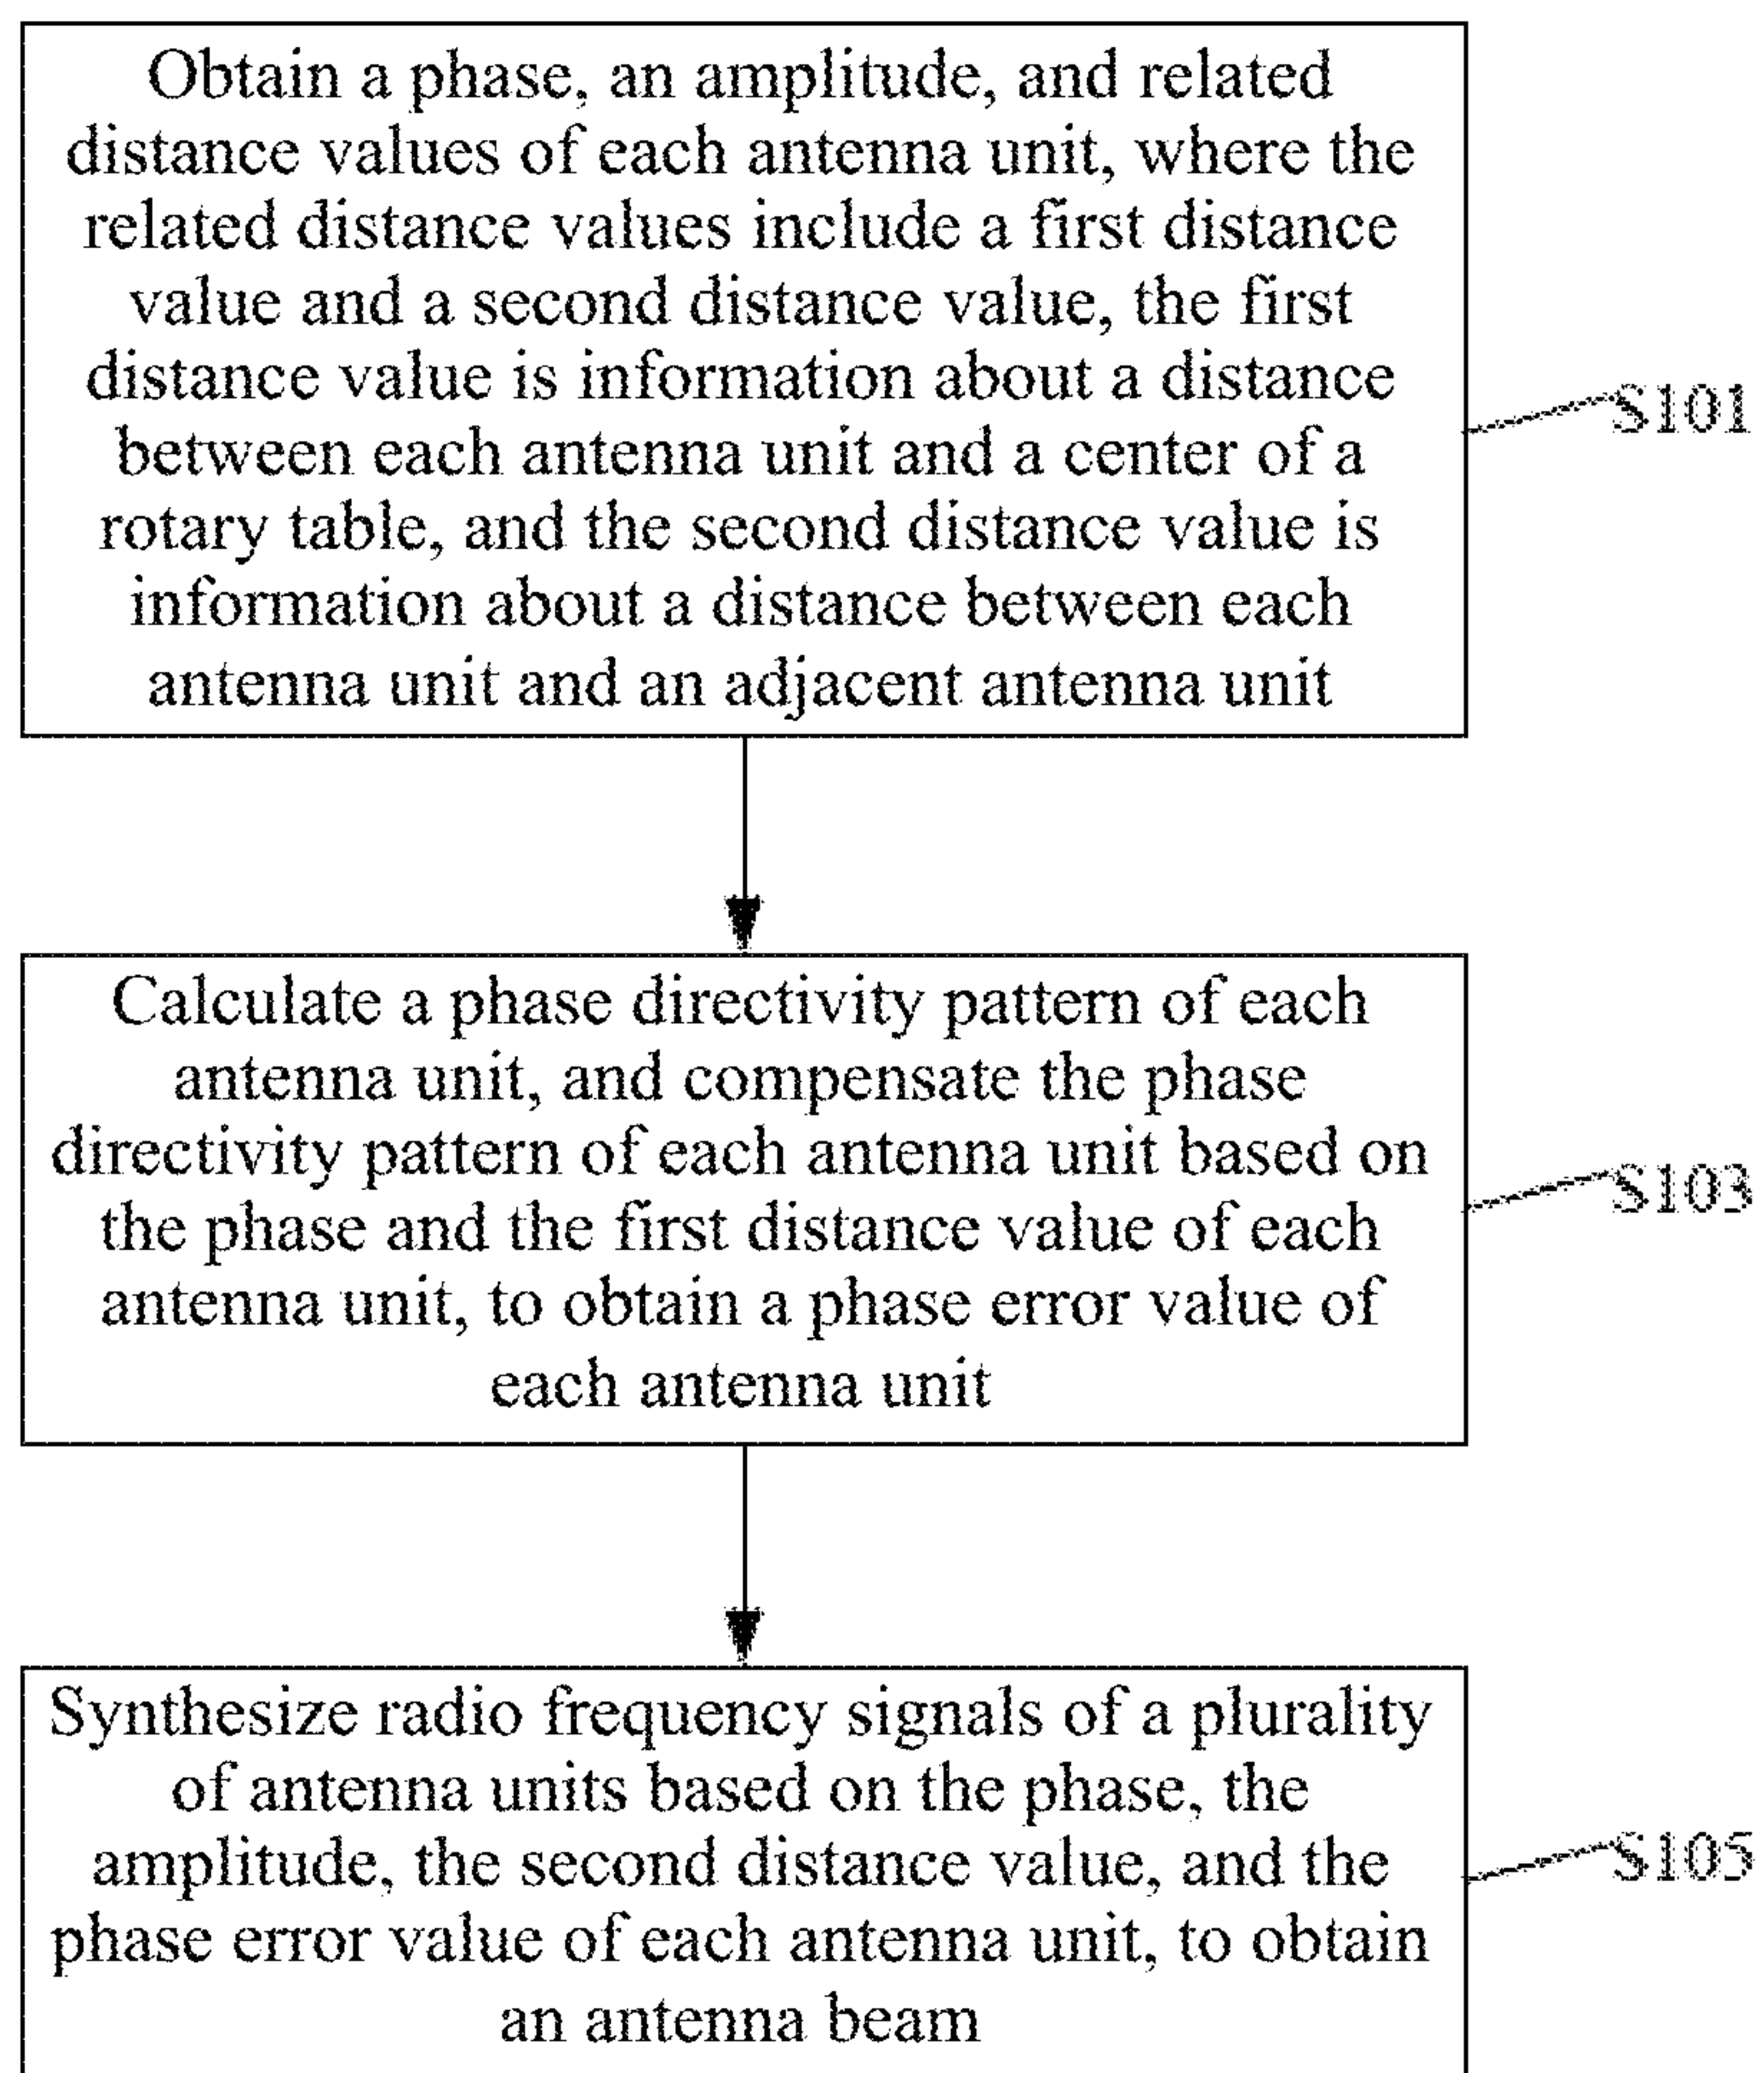 Obtain a phase, an amplitude, and related
distance values of each antenna unit, where the
related distance values include a first distance
value and a second distance value, the first
distance value is information about a distance
between each antenna unit and a center of a
rotary table, and the second distance value is
information about a distance between each
antenna unit and an adjacent antenna unit
S101
Calculate a phase directivity pattern of each
antenna unit, and compensate the phase
directivity pattern of each antenna unit based on
the phase and the first distance value of each
antenna unit, to obtain a phase error value of
each antenna unit
S103
Synthesize radio frequency signals of a plurality
of antenna units based on the phase, the
amplitude, the second distance value, and the
phase error value of each antenna unit, to obtain
an antenna beam
S105